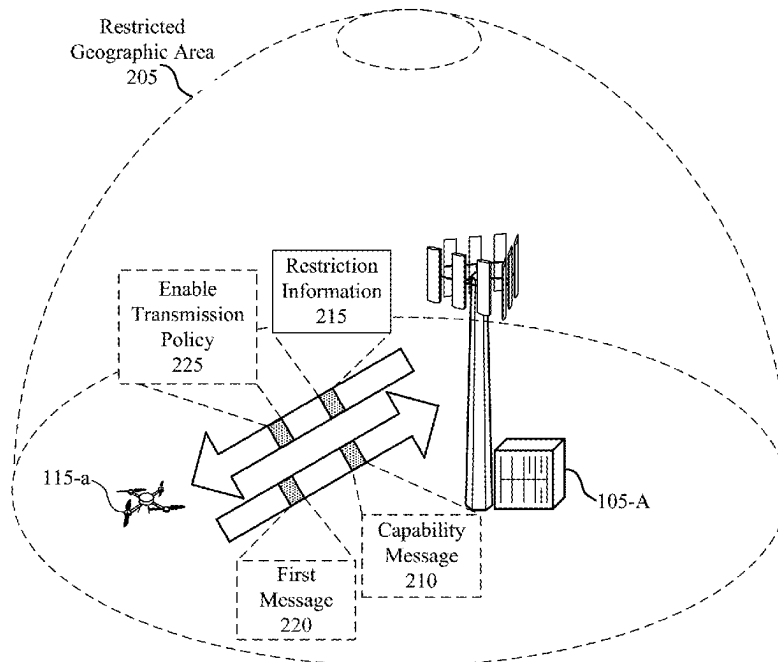 Restricted
Geographic Area
205
Restriction
Information
215
Enable
Transmission
Policy
225
115-a
105-A
Capability
Message
210
First
Message
220